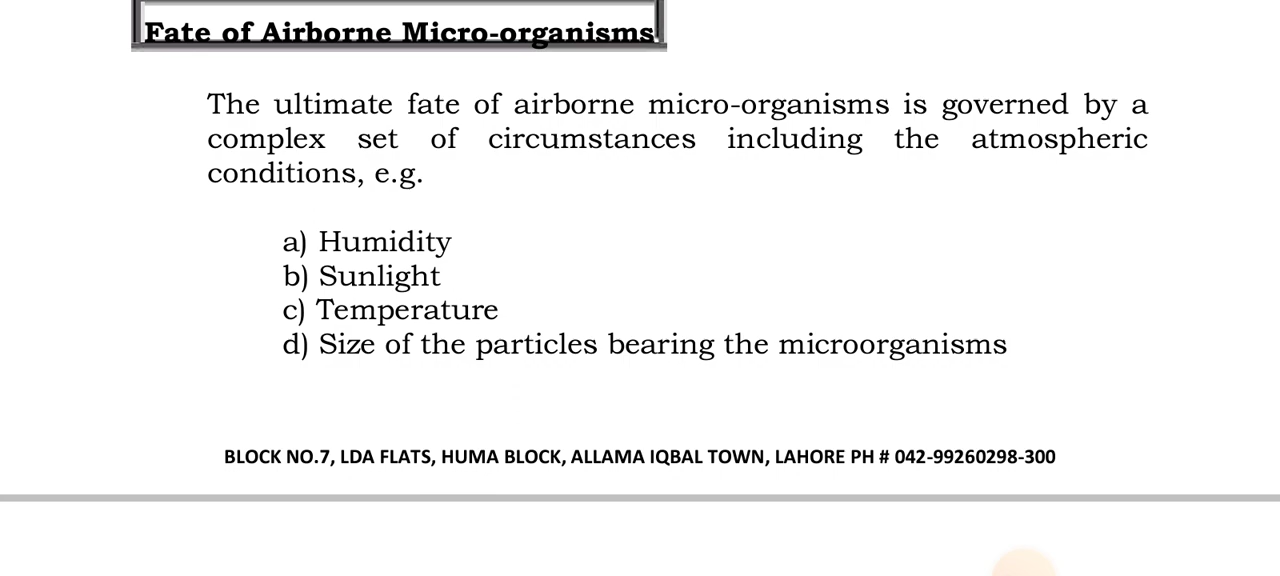 Fate of Airborne Micro-organisms
The ultimate fate of airborne micro-organisms is governed by a
complex set of circumstances including the atmospheric
conditions, e.g.
a) Humidity
b) Sunlight
c) Temperature
d) Size of the particles bearing the microorganisms
BLOCK NO.7, LDA FLATS, HUMA BLOCK, ALLAMA IQBAL TOWN, LAHORE PH # 042-99260298-300